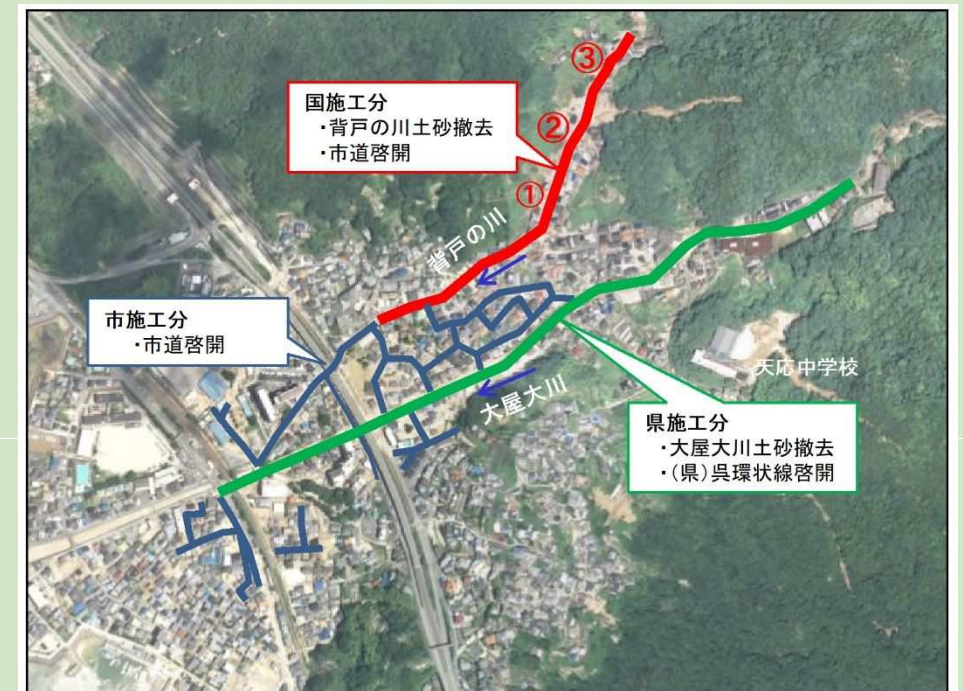 ③
国施工分
・背戸の川土砂撤去
・市道啓開
②
①
背戸の川
市施工分
・市道啓開
天応中学校
大屋大川
県施工分
・大屋大川土砂撤去
・(県)呉環状線啓開